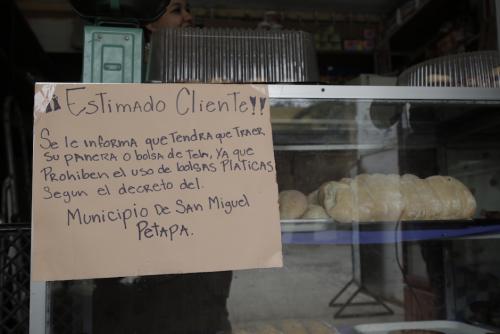 ¡¡Estimado Cliente!!
Se le informa que tendra que traer
su panera o bolsa de tela, ya que
Prohiben el uso de bolsas platicas
Segun el decreto del.
Municipio De San Miguel
Petapa.